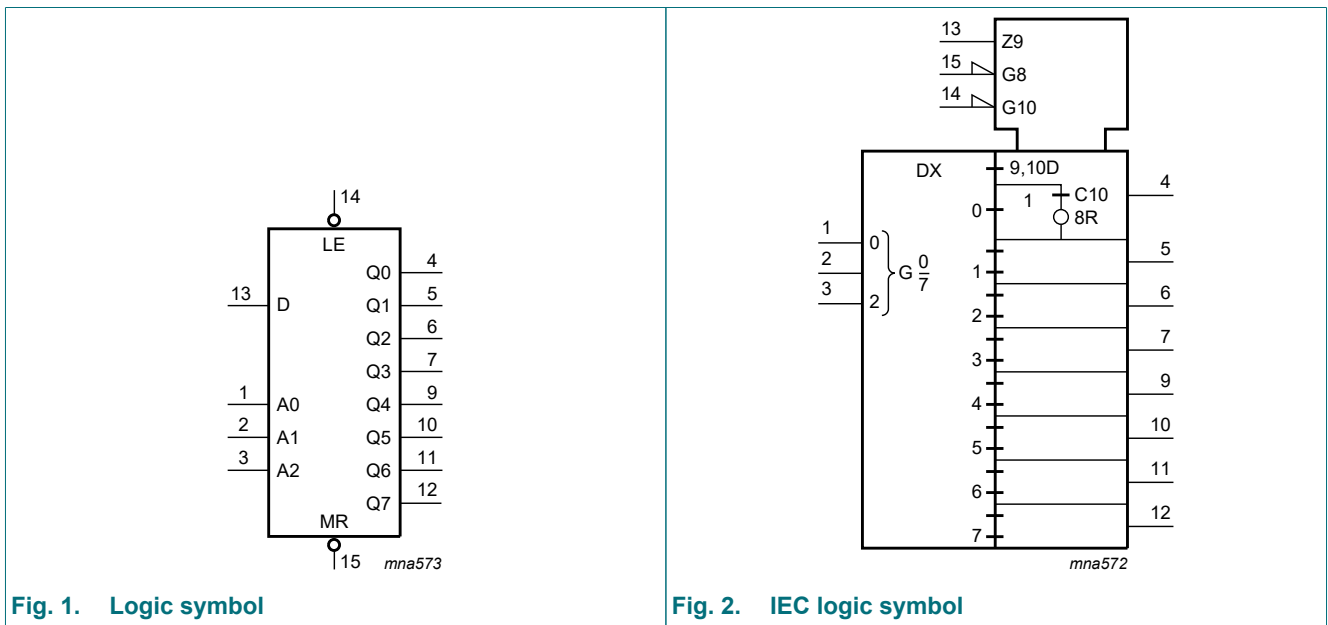 14
LE
Q0 4
13 D
Q1 5
Q2 6
Q3 7
1 A0
Q4 9
2 A1
Q5 10
3 A2
Q6 11
Q7 12
MR
15
mna573
Fig. 1. Logic symbol
13 Z9
15 G8
14 G10
DX
9,10D
4
0
1
C10
8R
1 0
2
3 2
G 0
7
5
1
6
2
7
3
9
4
10
5
11
6
12
7
mna572
Fig. 2. IEC logic symbol